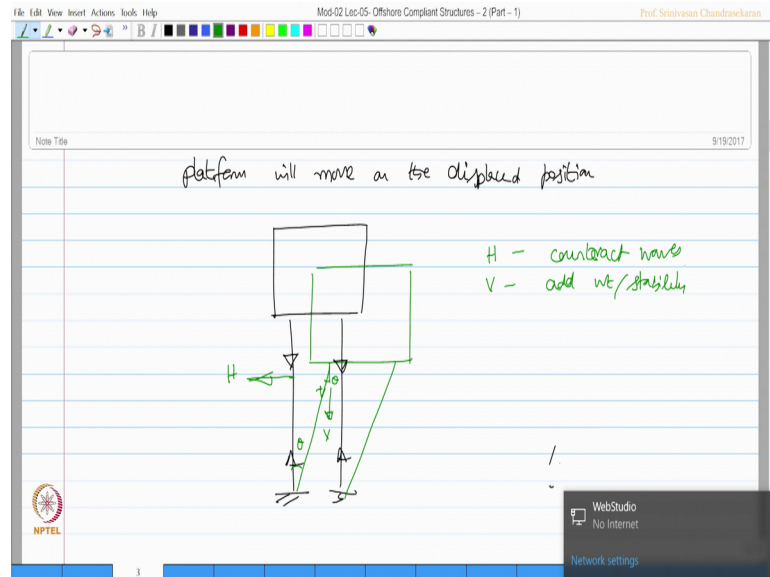 File Edit View Insert Actions Tools Help
Mod-02 Lec-05- Offshore Compliant Structures – 2 (Part – 1)
Prof. Srinivasan Chandrasekaran
B I
Note Title
9/19/2017
platform will move on the displaced position
H - counteract waves
V - add wt/stability
H
θ
V
θ
NPTEL
WebStudio
No Internet
Network settings
3